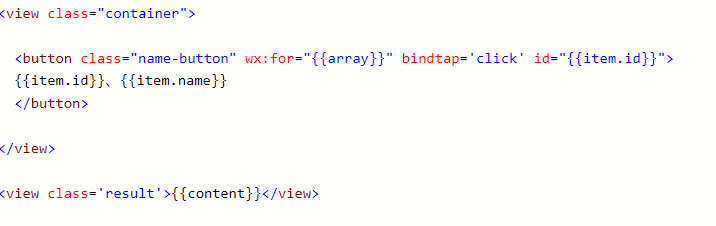 <view class="container">
<button class="name-button" wx:for="{{array}}" bindtap='click' id="{{item.id}}">
{{item.id}}、{{item.name}}
</button>
</view>
<view class='result'>{{content}}</view>